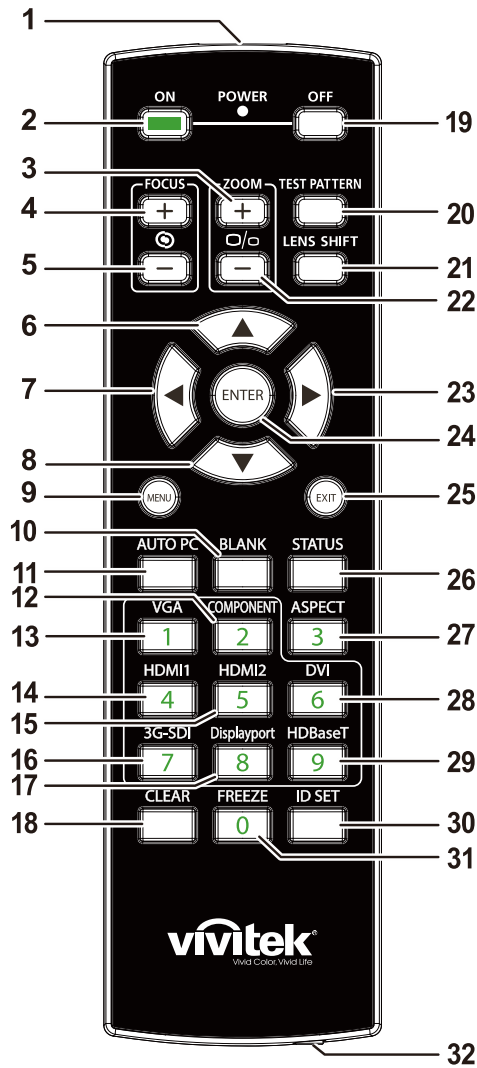 1
ON POWER OFF
2 19
3 FOCUS ZOOM TEST PATTERN
4 + + 20
LENS SHIFT
5 − − 21
22
6
7 ENTER 23
24
8
9 MENU EXIT 25
10 AUTO PC BLANK STATUS
11 26
12 VGA COMPONENT ASPECT
13 1 2 3 27
HDMI1 HDMI2 DVI
14 4 5 6 28
15
3G-SDI Displayport HDBaseT
16 7 8 9 29
17
CLEAR FREEZE ID SET
18 0 30
31
vivitek®
Vivid Color, Vivid Life
32